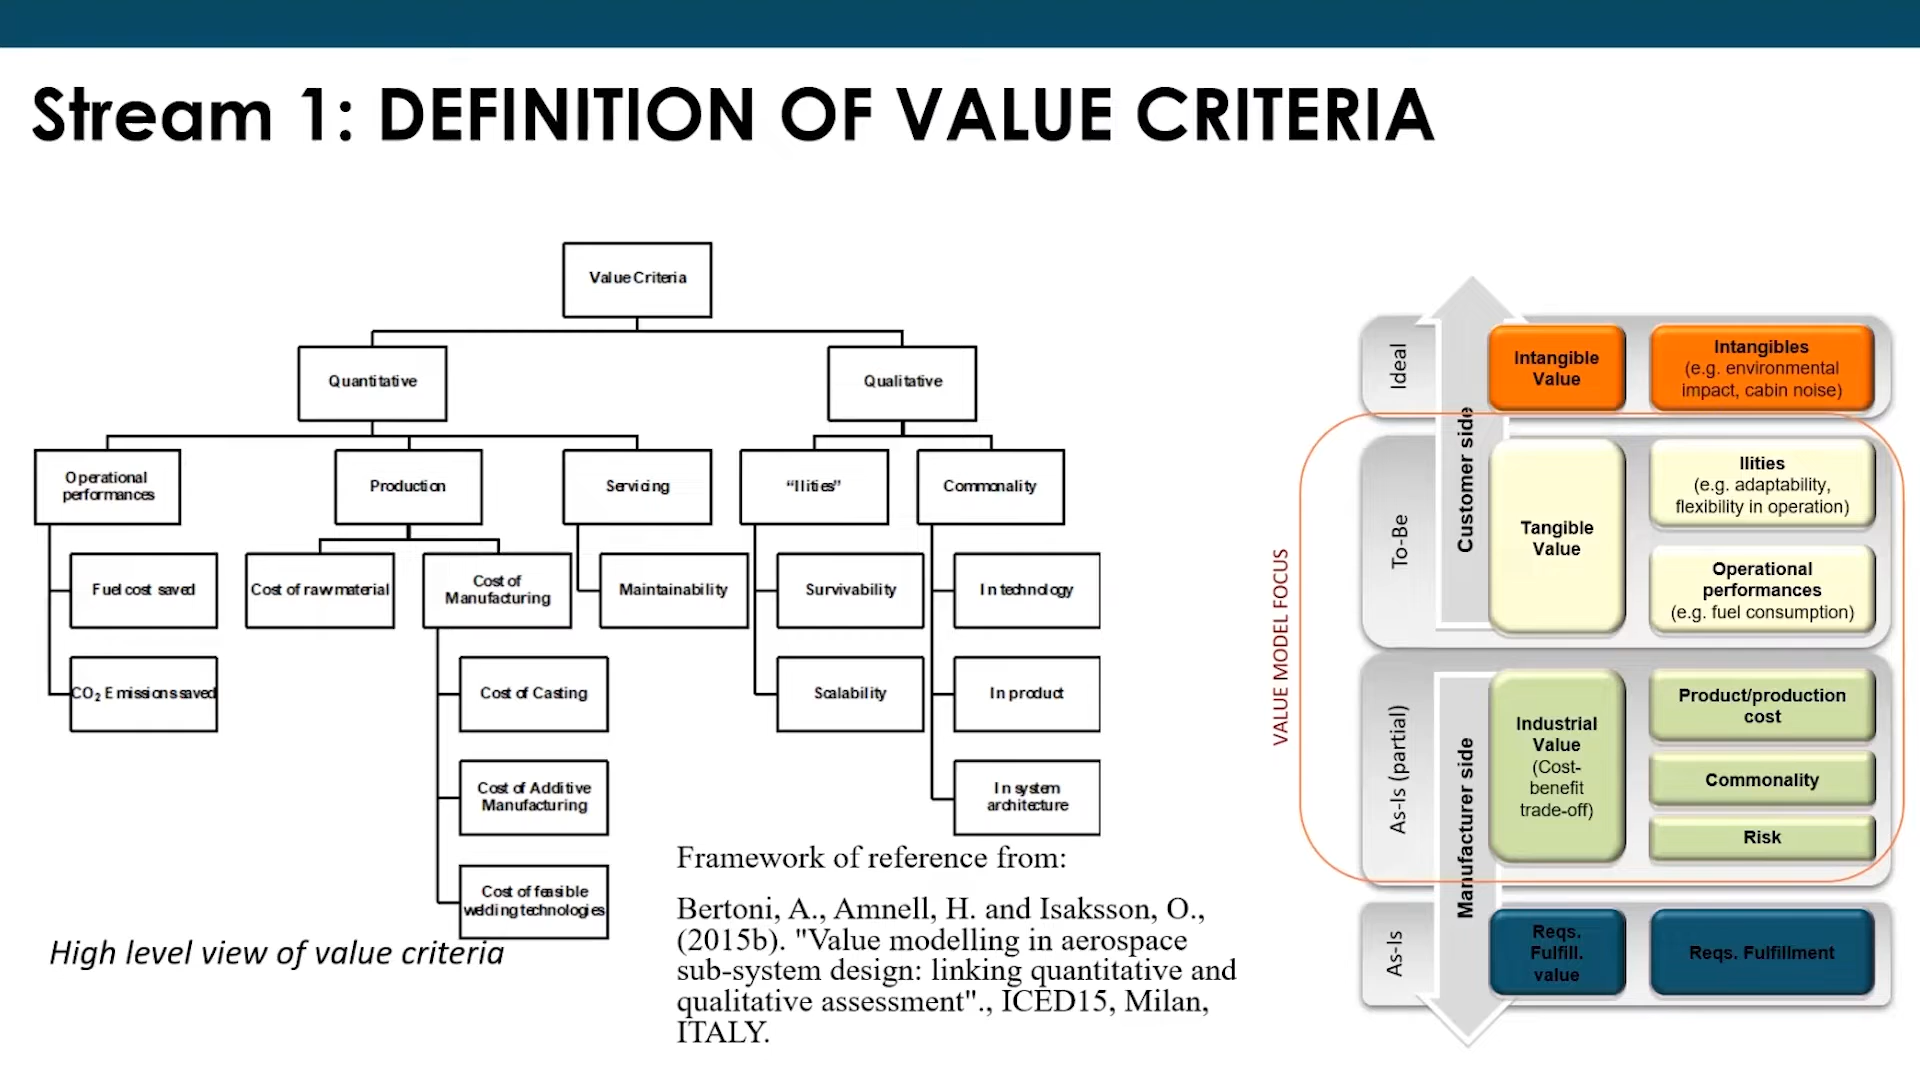 Stream 1: DEFINITION OF VALUE CRITERIA
Value Criteria
Quantitative
Qualitative
Operational
performances
Production
Servicing
“Ilities”
Commonality
Fuel cost saved
Cost of raw material
Cost of
Manufacturing
Maintainability
Survivability
In technology
CO2 Emissions saved
Cost of Casting
Scalability
In product
Cost of Additive
Manufacturing
In system
architecture
Cost of feasible
welding technologies
High level view of value criteria
Framework of reference from:
Bertoni, A., Amnell, H. and Isaksson, O.,
(2015b). "Value modelling in aerospace
sub-system design: linking quantitative and
qualitative assessment"., ICED15, Milan,
ITALY.
VALUE MODEL FOCUS
Ideal
To-Be
As-Is (partial)
As-Is
Customer side
Manufacturer side
Intangible
Value
Intangibles
(e.g. environmental
impact, cabin noise)
Tangible
Value
Ilities
(e.g. adaptability,
flexibility in operation)
Operational
performances
(e.g. fuel consumption)
Industrial
Value
(Cost-
benefit
trade-off)
Product/production
cost
Commonality
Risk
Reqs.
Fulfill.
value
Reqs. Fulfillment